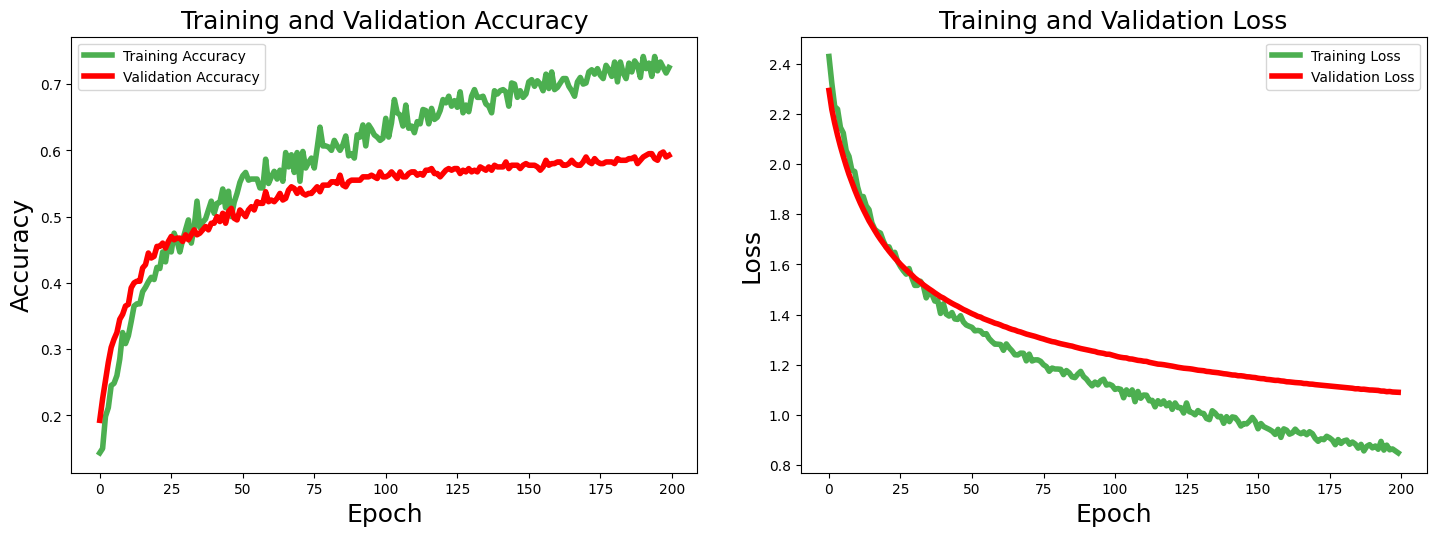 Training and Validation Accuracy
Training Accuracy
Validation Accuracy
Accuracy
0.7
0.6
0.5
0.4
0.3
0.2
0 25 50 75 100 125 150 175 200
Epoch
Training and Validation Loss
Training Loss
Validation Loss
Loss
2.4
2.2
2.0
1.8
1.6
1.4
1.2
1.0
0.8
0 25 50 75 100 125 150 175 200
Epoch